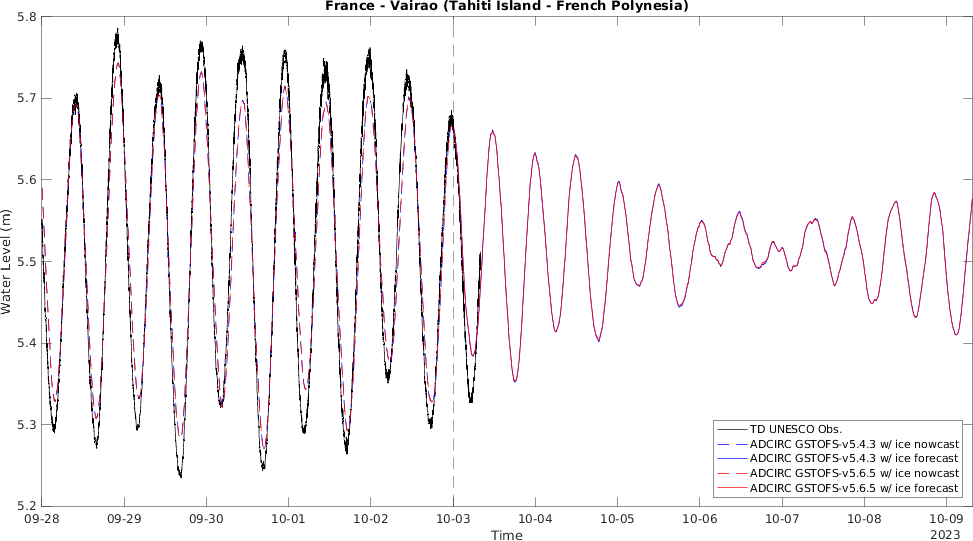 France - Vairao (Tahiti Island - French Polynesia)
5.8
5.7
5.6
5.5
5.4
5.3
5.2
Water Level (m)
TD UNESCO Obs.
ADCIRC GSTOFS-v5.4.3 w/ ice nowcast
ADCIRC GSTOFS-v5.4.3 w/ ice forecast
ADCIRC GSTOFS-v5.6.5 w/ ice nowcast
ADCIRC GSTOFS-v5.6.5 w/ ice forecast
09-28 09-29 09-30 10-01 10-02 10-03 10-04 10-05 10-06 10-07 10-08 10-09
Time
2023